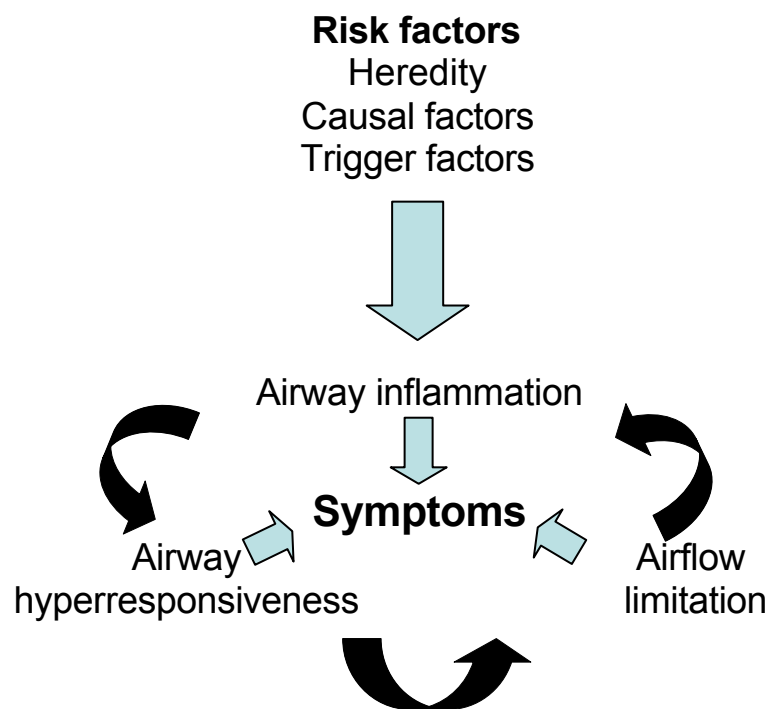 Risk factors
Heredity
Causal factors
Trigger factors
Airway inflammation
Symptoms
Airway
hyperresponsiveness
Airflow
limitation